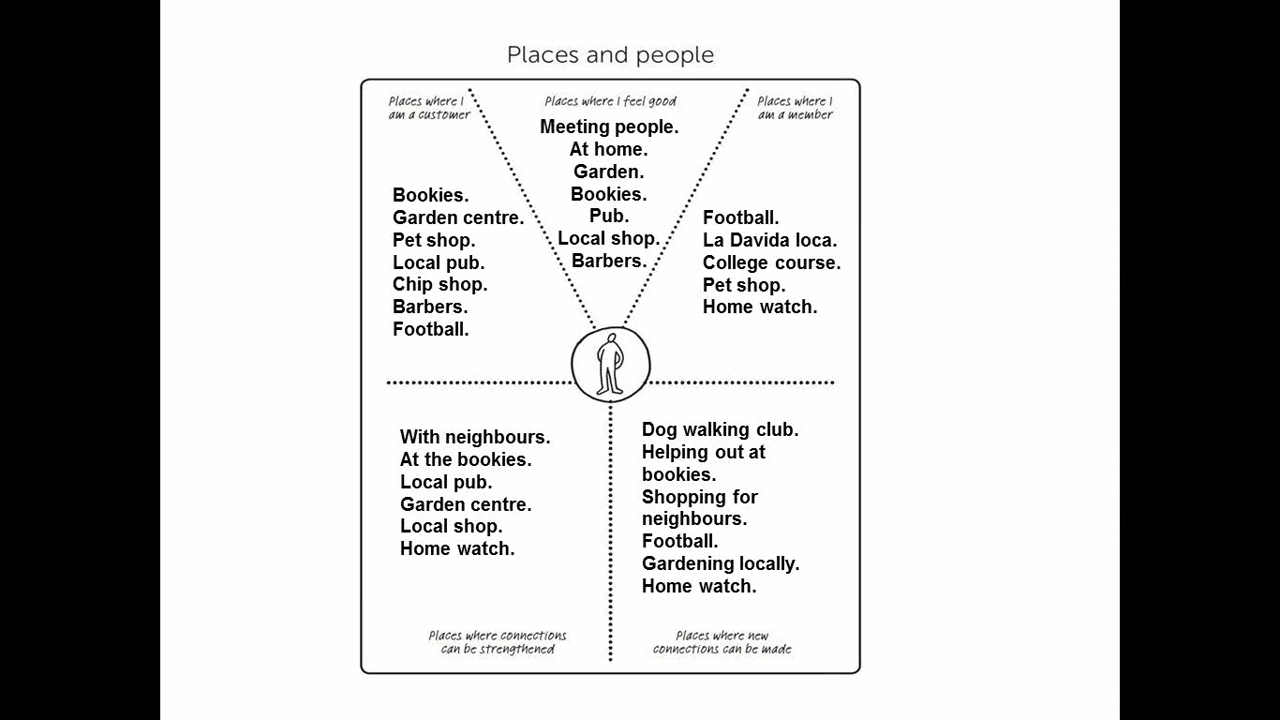 Places and people
Places where I
am a customer
Bookies.
Garden centre.
Pet shop.
Local pub.
Chip shop.
Barbers.
Football.
Places where I feel good
Meeting people.
At home.
Garden.
Bookies.
Pub.
Local shop.
Barbers.
Places where I
am a member
Football.
La Davida loca.
College course.
Pet shop.
Home watch.
With neighbours.
At the bookies.
Local pub.
Garden centre.
Local shop.
Home watch.
Places where connections
can be strengthened
Dog walking club.
Helping out at
bookies.
Shopping for
neighbours.
Football.
Gardening locally.
Home watch.
Places where new
connections can be made